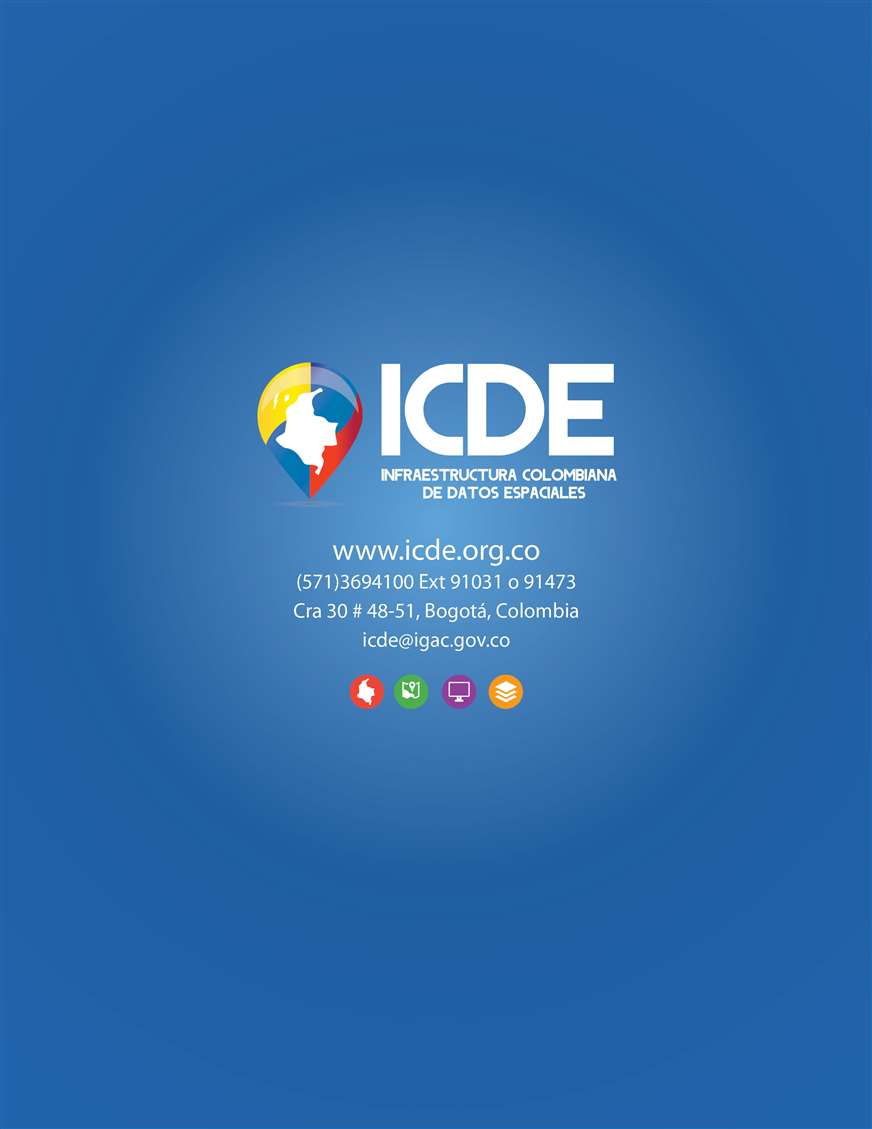 ICDE
INFRAESTRUCTURA COLOMBIANA
DE DATOS ESPACIALES
www.icde.org.co
(571)3694100 Ext 91031 o 91473
Cra 30 # 48-51, Bogotá, Colombia
icde@igac.gov.co